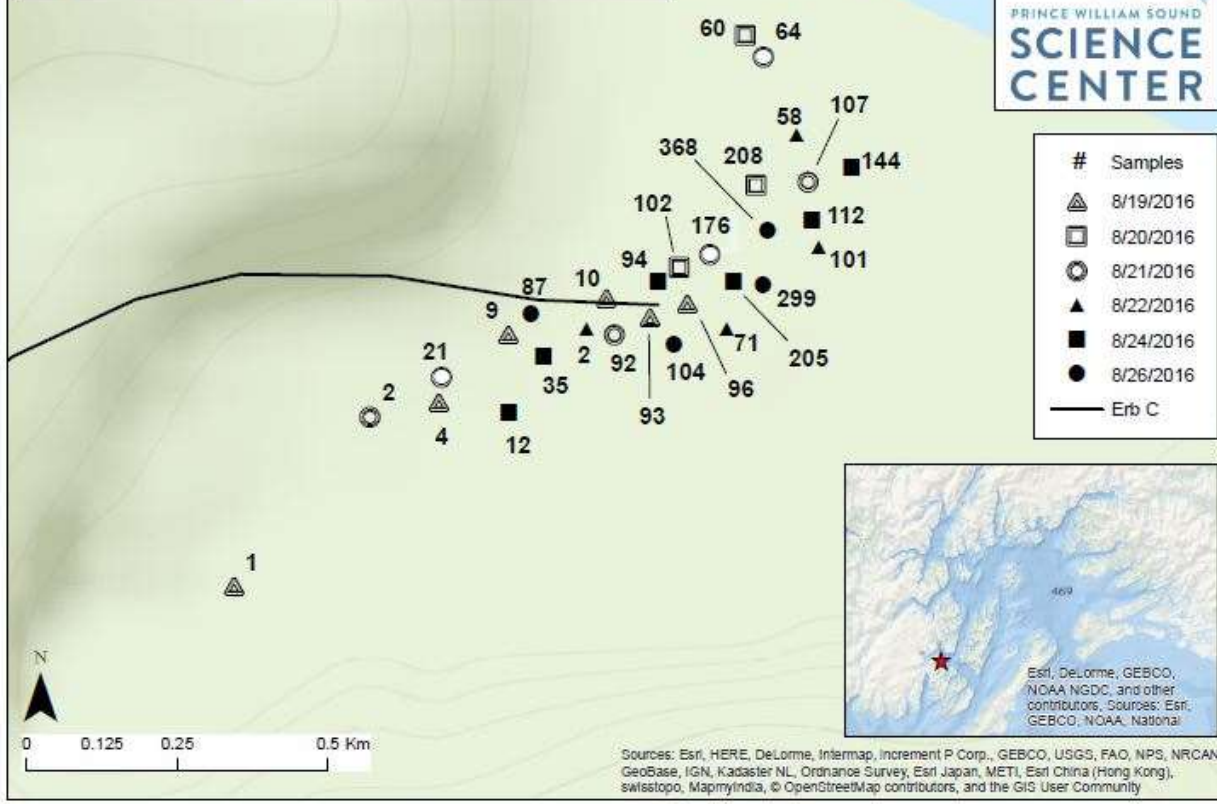 PRINCE WILLIAM SOUND
SCIENCE
CENTER
60
64
58
107
368
208
144
102
176
112
94
101
10
87
299
9
21
2
92
71
2
35
104
205
96
4
12
93
1
# Samples
8/19/2016
8/20/2016
8/21/2016
8/22/2016
8/24/2016
8/26/2016
Erb C
469
Esri, DeLorme, GEBCO,
NOAA NGDC, and other
contributors, Sources: Esri,
GEBCO, NOAA, National
N
0 0.125 0.25 0.5 Km
Sources: Esri, HERE, DeLorme, Intermap, increment P Corp., GEBCO, USGS, FAO, NPS, NRCAN,
GeoBase, IGN, Kadaster NL, Ordnance Survey, Esri Japan, METI, Esri China (Hong Kong),
swisstopo, MapmyIndia, © OpenStreetMap contributors, and the GIS User Community